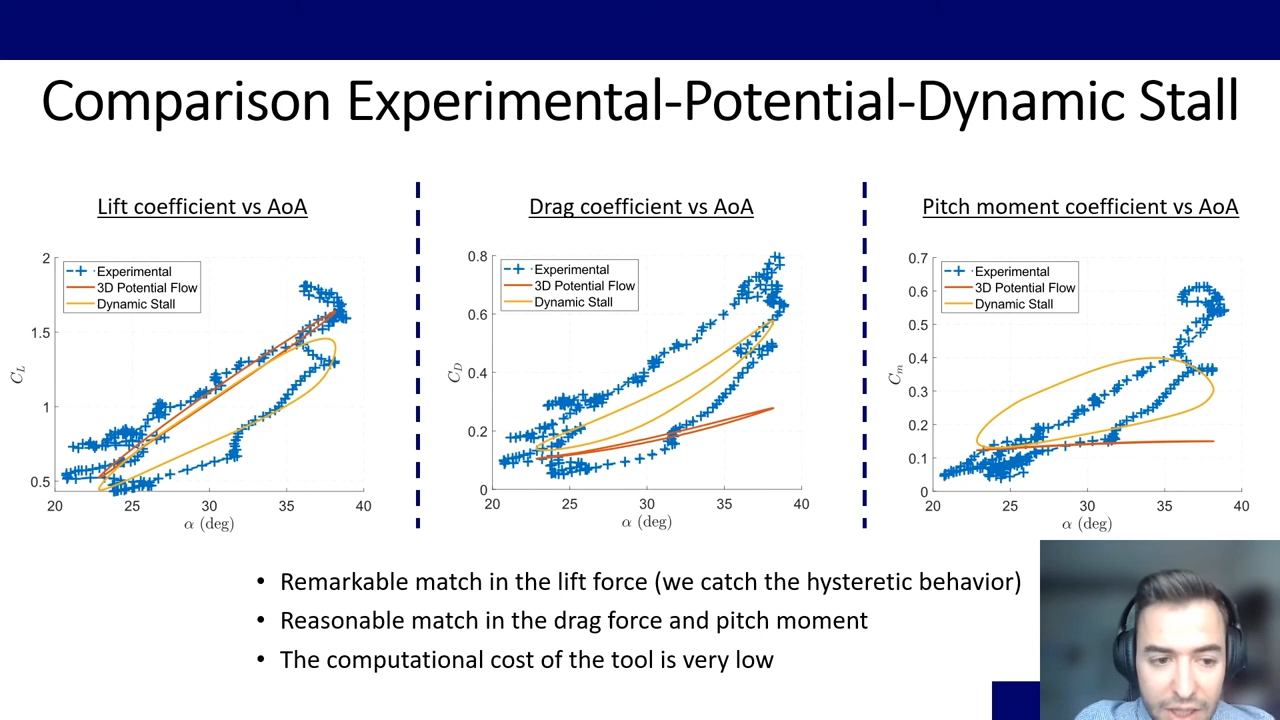 Comparison Experimental-Potential-Dynamic Stall
Lift coefficient vs AoA
Drag coefficient vs AoA
Pitch moment coefficient vs AoA
2
1.5
1
0.5
C_L
Experimental
3D Potential Flow
Dynamic Stall
20 25 30 35 40
α (deg)
0.8
0.6
0.4
0.2
0
C_D
Experimental
3D Potential Flow
Dynamic Stall
20 25 30 35 40
α (deg)
0.7
0.6
0.5
0.4
0.3
0.2
0.1
0
C_m
Experimental
3D Potential Flow
Dynamic Stall
20 25 30 35 40
α (deg)
• Remarkable match in the lift force (we catch the hysteretic behavior)
• Reasonable match in the drag force and pitch moment
• The computational cost of the tool is very low